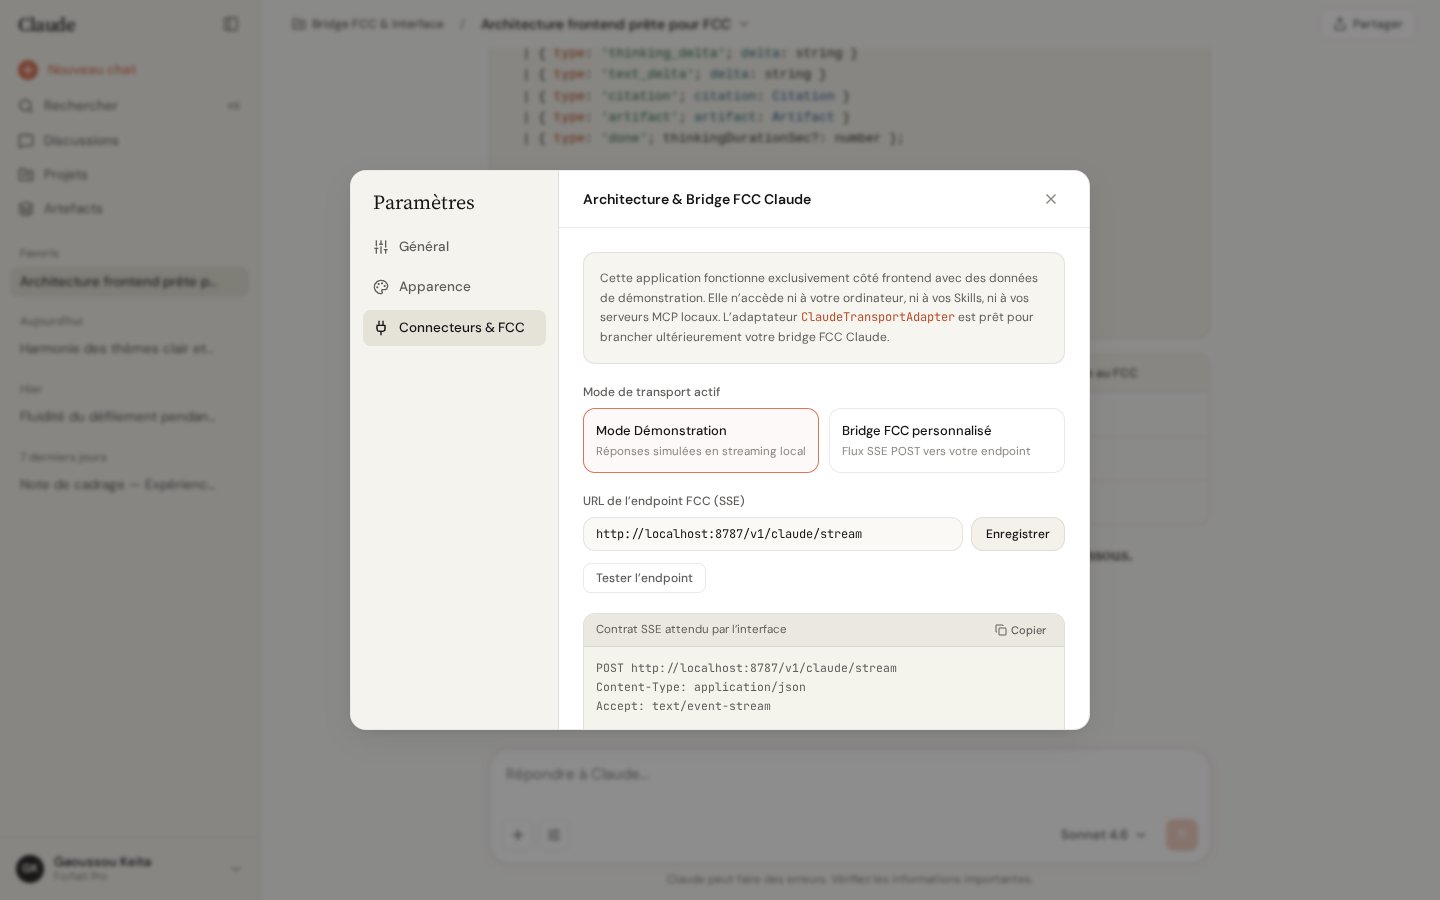 Claude
Bridge FCC & Interface / Architecture frontend prête pour FCC
Partager
Nouveau chat
Rechercher
Discussions
Projets
Artefacts
Favoris
Architecture frontend prête p...
Aujourd'hui
Harmonie des thèmes clair et...
Hier
Fluidité du défilement pendan...
7 derniers jours
Note de cadrage — Expérienc...
Gaoussou Keita
Forfait Pro
| { type: 'thinking_delta'; delta: string }
| { type: 'text_delta'; delta: string }
| { type: 'citation'; citation: Citation }
| { type: 'artifact'; artifact: Artifact }
| { type: 'done'; thinkingDurationSec?: number };
au FCC
Paramètres
Général
Apparence
Connecteurs & FCC
Architecture & Bridge FCC Claude
Cette application fonctionne exclusivement côté frontend avec des données
de démonstration. Elle n’accède ni à votre ordinateur, ni à vos Skills, ni à vos
serveurs MCP locaux. L’adaptateur ClaudeTransportAdapter est prêt pour
brancher ultérieurement votre bridge FCC Claude.
Mode de transport actif
Mode Démonstration
Réponses simulées en streaming local
Bridge FCC personnalisé
Flux SSE POST vers votre endpoint
URL de l’endpoint FCC (SSE)
http://localhost:8787/v1/claude/stream
Enregistrer
Tester l’endpoint
Contrat SSE attendu par l’interface
Copier
POST http://localhost:8787/v1/claude/stream
Content-Type: application/json
Accept: text/event-stream
Répondre à Claude...
Sonnet 4.6
Claude peut faire des erreurs. Vérifiez les informations importantes.